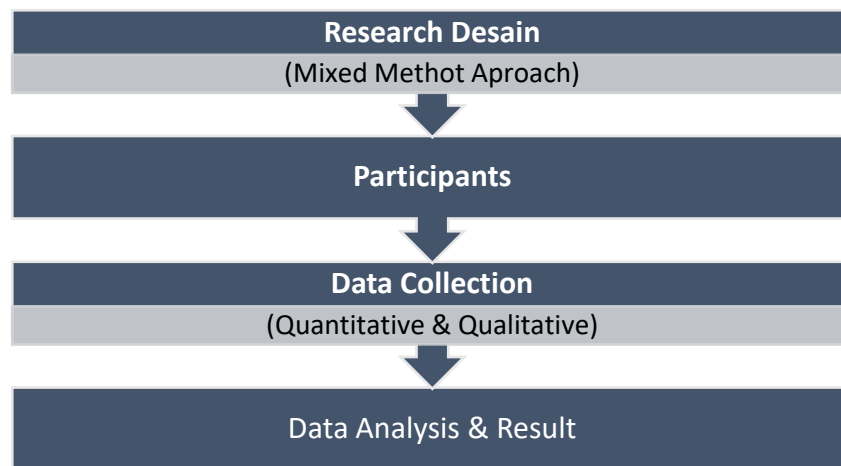 Research Desain
(Mixed Methot Aproach)
Participants
Data Collection
(Quantitative & Qualitative)
Data Analysis & Result